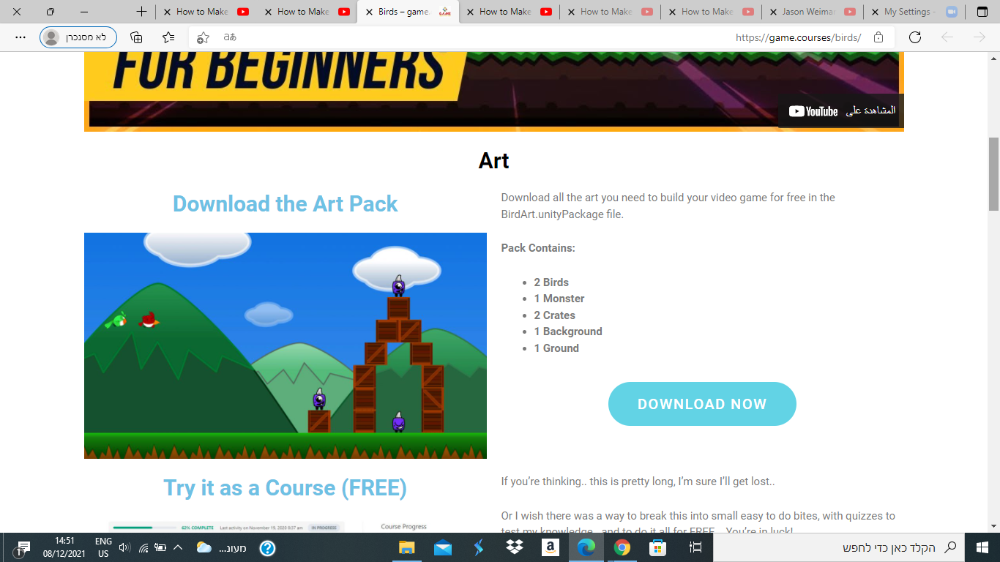 How to Make
How to Make
Birds – game.
How to Make
How to Make
How to Make
Jason Weimar
My Settings -
לא מסנכרן
aあ
https://game.courses/birds/
FOR BEGINNERS
المشاهدة على YouTube
Art
Download the Art Pack
Download all the art you need to build your video game for free in the
BirdArt.unityPackage file.
Pack Contains:
2 Birds
1 Monster
2 Crates
1 Background
1 Ground
DOWNLOAD NOW
Try it as a Course (FREE)
If you’re thinking.. this is pretty long, I’m sure I’ll get lost..
Or I wish there was a way to break this into small easy to do bites, with quizzes to
test my knowledge.. and to do it all for FREE... You’re in luck!
62% COMPLETE Last activity on November 19, 2020 9:37 am IN PROGRESS
Course Progress
1
14:51
08/12/2021
ENG
US
מעונ...
הקלד כאן כדי לחפש